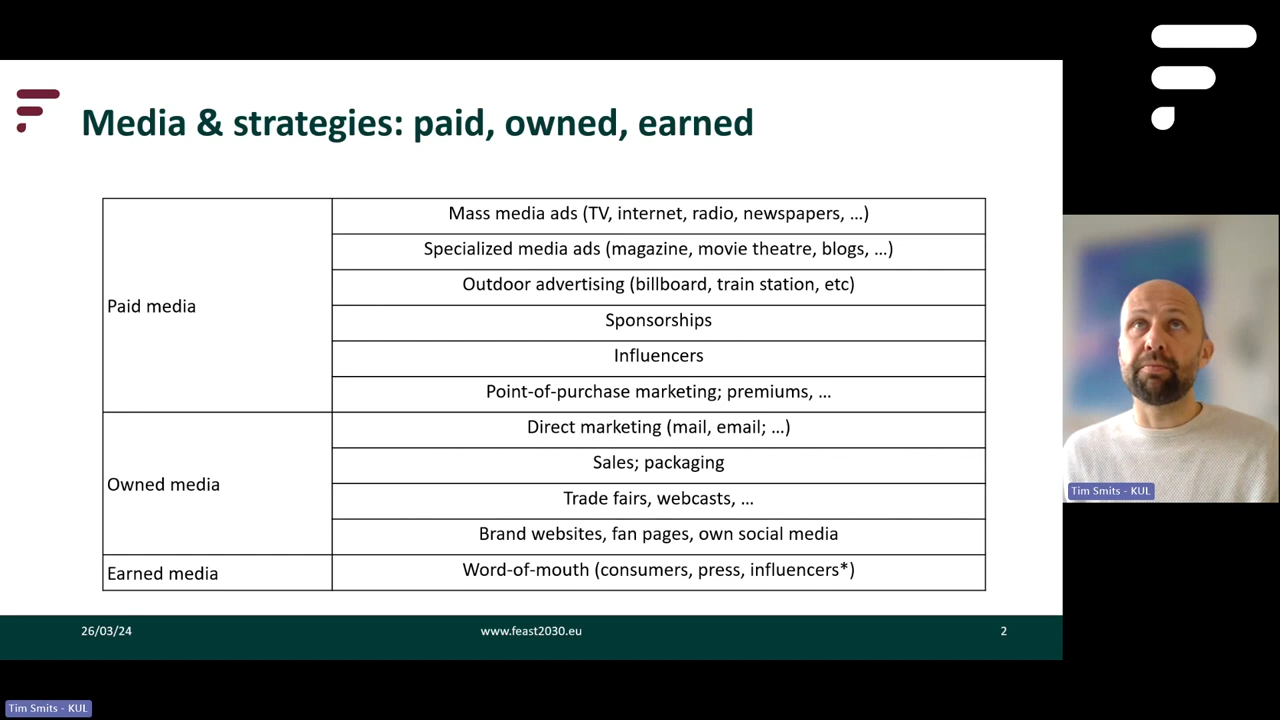 Media & strategies: paid, owned, earned
Paid media
Mass media ads (TV, internet, radio, newspapers, ...)
Specialized media ads (magazine, movie theatre, blogs, ...)
Outdoor advertising (billboard, train station, etc)
Sponsorships
Influencers
Point-of-purchase marketing; premiums, ...
Owned media
Direct marketing (mail, email; ...)
Sales; packaging
Trade fairs, webcasts, ...
Brand websites, fan pages, own social media
Earned media
Word-of-mouth (consumers, press, influencers*)
26/03/24
www.feast2030.eu
2
Tim Smits - KUL
Tim Smits - KUL